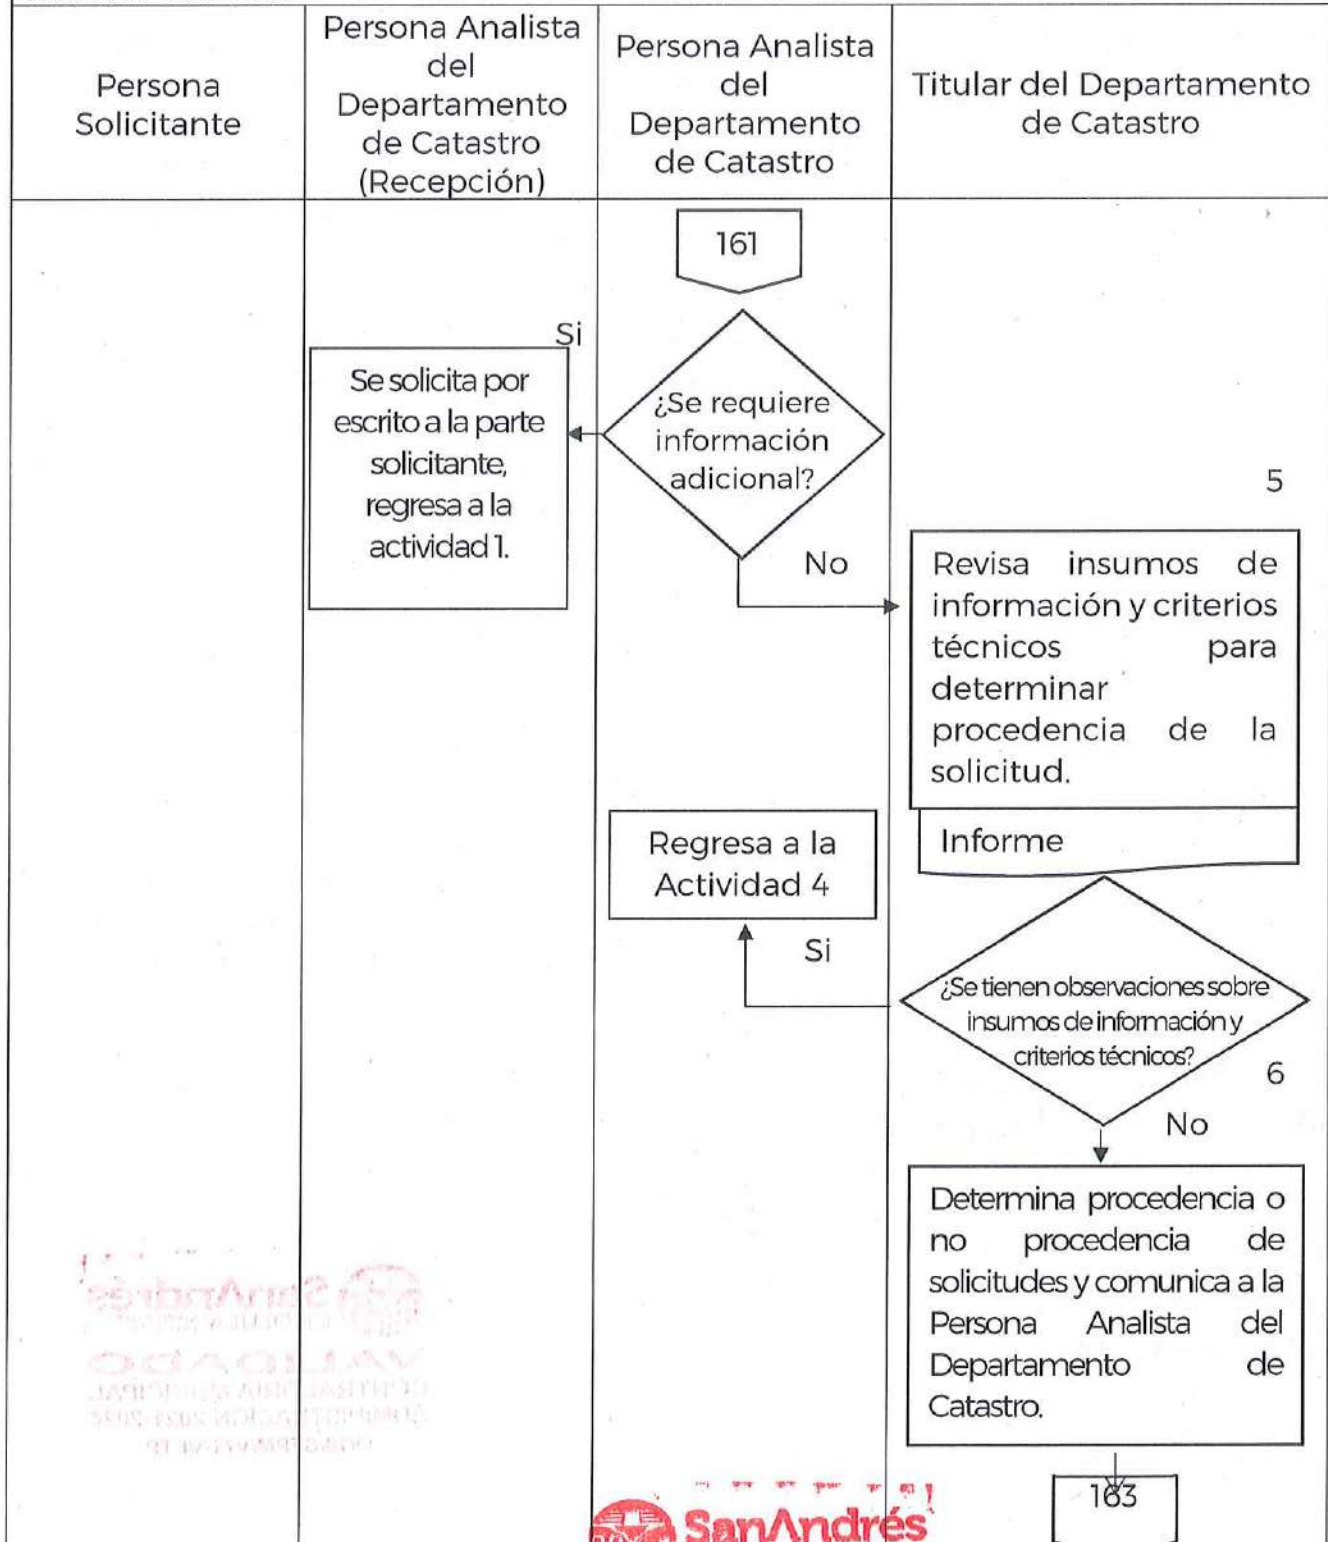 Persona
Solicitante
Persona Analista
del
Departamento
de Catastro
(Recepción)
Persona Analista
del
Departamento
de Catastro
Titular del Departamento
de Catastro
161
¿Se requiere
información
adicional?
Si
Se solicita por
escrito a la parte
solicitante,
regresa a la
actividad 1.
No
5
Revisa insumos de
información y criterios
técnicos para
determinar
procedencia de la
solicitud.
Informe
Regresa a la
Actividad 4
Si
¿Se tienen observaciones sobre
insumos de información y
criterios técnicos?
6
No
Determina procedencia o
no procedencia de
solicitudes y comunica a la
Persona Analista del
Departamento de
Catastro.
163
SanAndrés
VALIDADO
CONTRALORÍA MUNICIPAL
SanAndrés